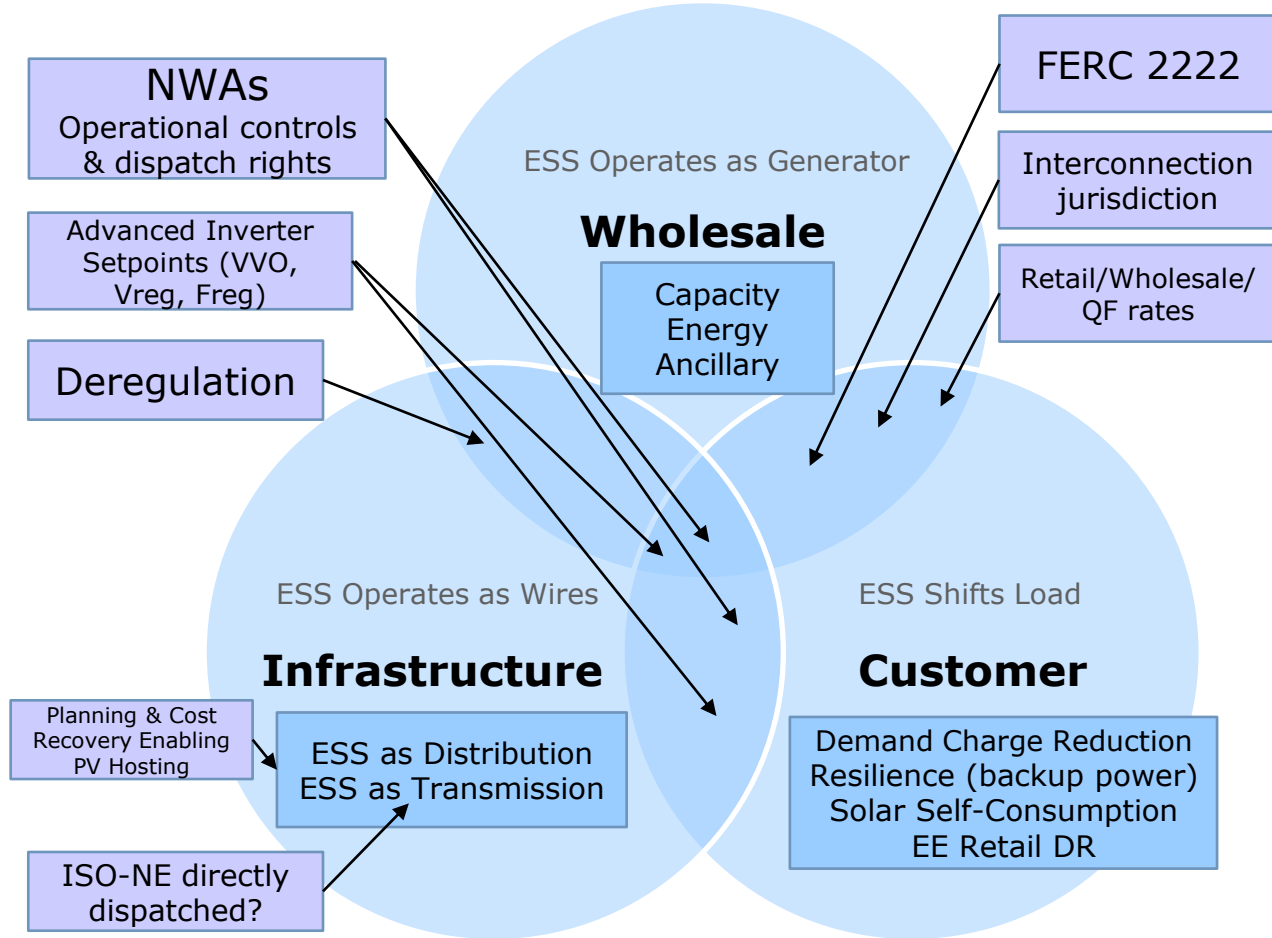 NWAs
Operational controls
& dispatch rights
Advanced Inverter
Setpoints (VVO,
Vreg, Freg)
Deregulation
FERC 2222
Interconnection
jurisdiction
Retail/Wholesale/
QF rates
ESS Operates as Generator
Wholesale
Capacity
Energy
Ancillary
ESS Operates as Wires
Infrastructure
ESS as Distribution
ESS as Transmission
Planning & Cost
Recovery Enabling
PV Hosting
ISO-NE directly
dispatched?
ESS Shifts Load
Customer
Demand Charge Reduction
Resilience (backup power)
Solar Self-Consumption
EE Retail DR